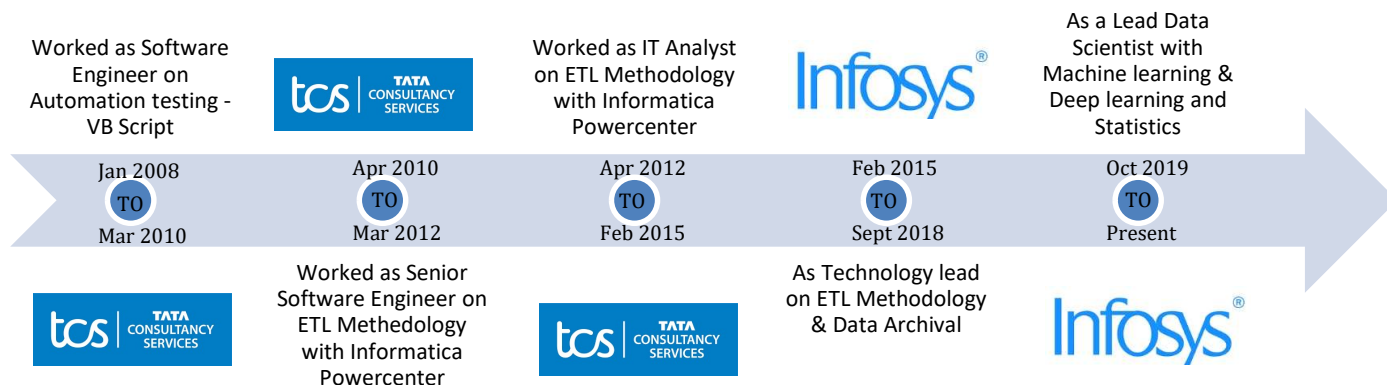 Worked as Software
Engineer on
Automation testing -
VB Script
Jan 2008
TO
Mar 2010
tcs
TATA
CONSULTANCY
SERVICES
tcs
TATA
CONSULTANCY
SERVICES
Apr 2010
TO
Mar 2012
Worked as Senior
Software Engineer on
ETL Methedology
with Informatica
Powercenter
Worked as IT Analyst
on ETL Methodology
with Informatica
Powercenter
Apr 2012
TO
Feb 2015
tcs
TATA
CONSULTANCY
SERVICES
Infosys®
Feb 2015
TO
Sept 2018
As Technology lead
on ETL Methodology
& Data Archival
As a Lead Data
Scientist with
Machine learning &
Deep learning and
Statistics
Oct 2019
TO
Present
Infosys®